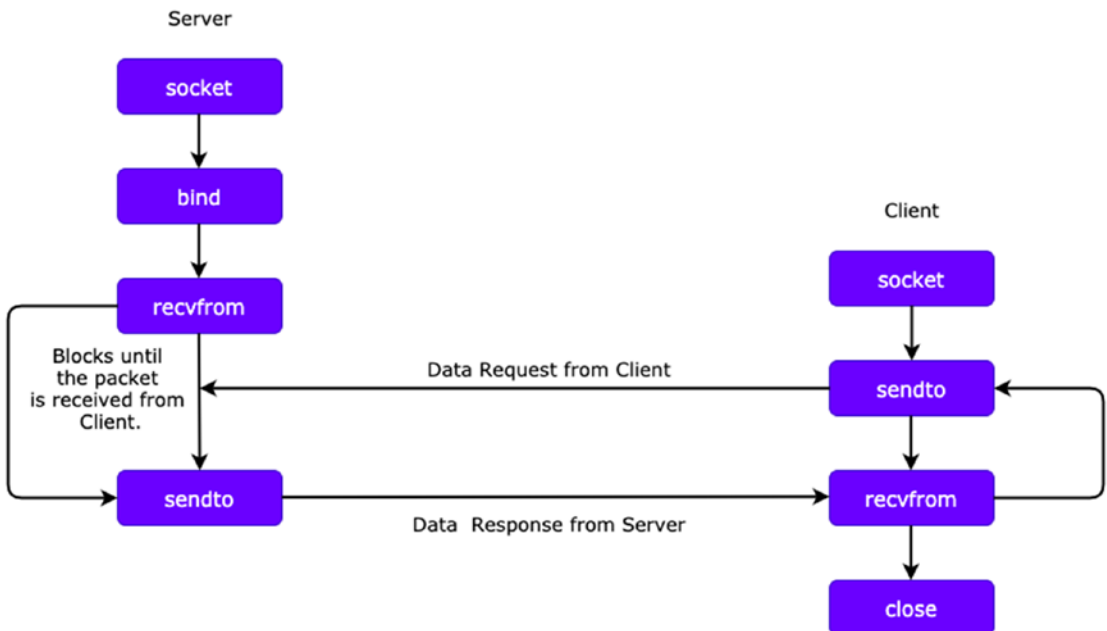 Server
socket
bind
Client
recvfrom
socket
Blocks until
the packet
is received from
Client.
Data Request from Client
sendto
sendto
Data Response from Server
recvfrom
close